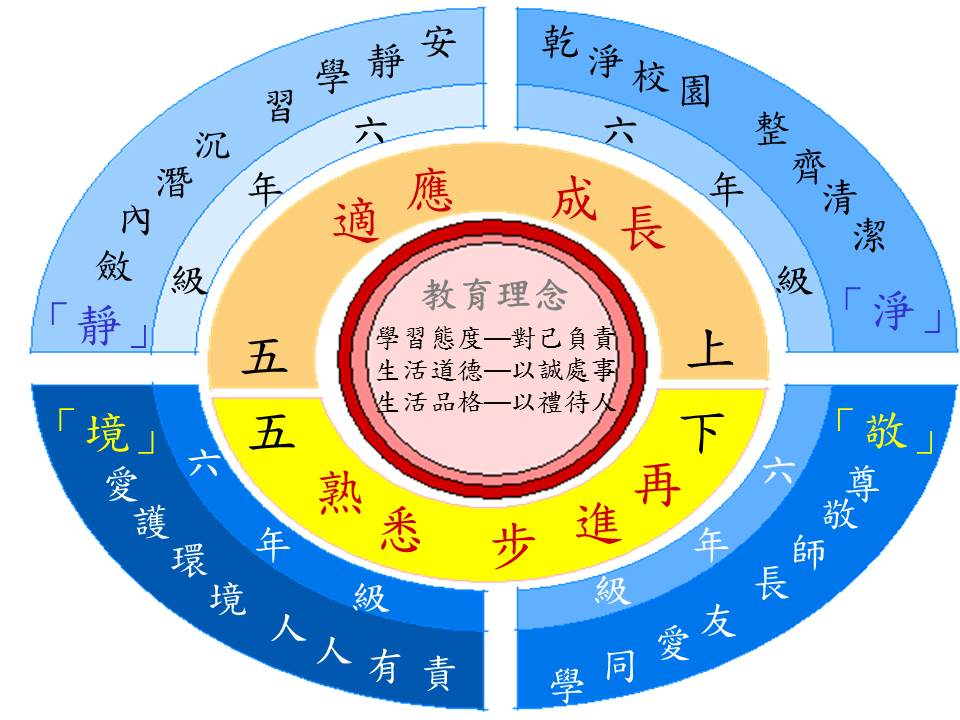 教育理念
學習態度—對己負責
生活道德—以誠處事
生活品格—以禮待人
五上
適應 成長
五下
熟悉 再進步
六年級
「靜」
安靜學習 沉潛內斂
六年級
「淨」
乾淨校園 整齊清潔
六年級
「境」
愛護環境 人人有責
六年級
「敬」
尊敬師長 友愛同學